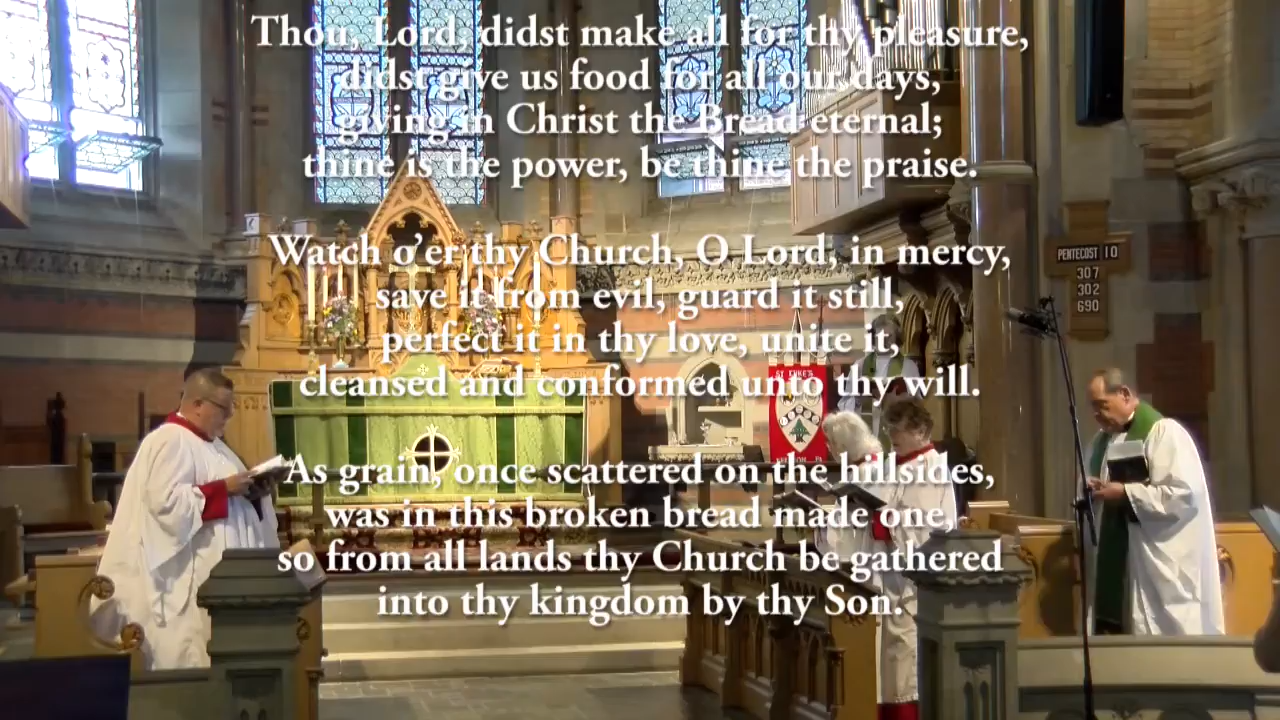 Thou, Lord, didst make all for thy pleasure,
didst give us food for all our days,
giving in Christ the Bread eternal;
thine is the power, be thine the praise.
Watch o’er thy Church, O Lord, in mercy,
save it from evil, guard it still,
perfect it in thy love, unite it,
cleansed and conformed unto thy will.
As grain, once scattered on the hillsides,
was in this broken bread made one,
so from all lands thy Church be gathered
into thy kingdom by thy Son.
PENTECOST 10
307
302
690
ST LUKE'S